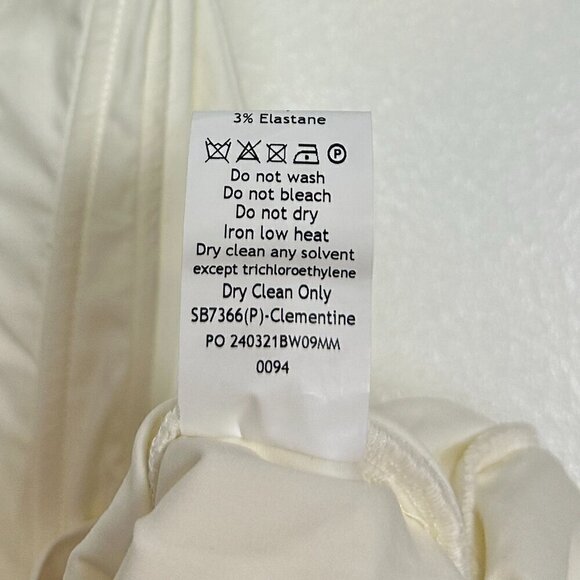 3% Elastane
P
Do not wash
Do not bleach
Do not dry
Iron low heat
Dry clean any solvent
except trichloroethylene
Dry Clean Only
SB7366(P)-Clementine
PO 240321BW09MM
0094